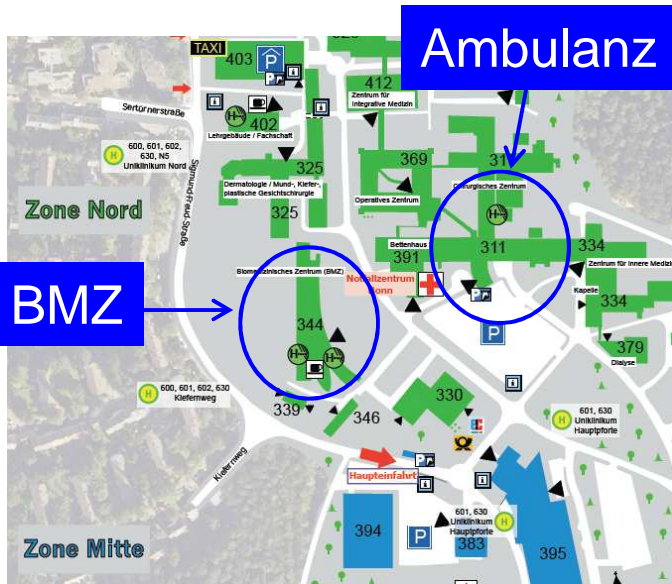 Ambulanz
TAXI
403
P
412
Zentrum für
Integrative Medizin
Sertürnerstraße
402
Lehrgebäude / Fachschaft
H
600, 601, 602,
630, N5
Uniklinikum Nord
325
369
Chirurgisches Zentrum
Dermatologie / Mund-, Kiefer-,
plastische Gesichtschirurgie
Operatives Zentrum
Zone Nord
Sigmund-Freud-Straße
325
Bettenhaus
391
311
334
Zentrum für Innere Medizin
Biomedizinisches Zentrum (BMZ)
Notfallzentrum
Bonn
BMZ
Kapelle
334
344
P
379
Dialyse
H
600, 601, 602, 630
Kiefernweg
339
346
330
H
601, 630
Uniklinikum
Hauptpforte
Kiefernweg
Haupteinfahrt
394
P
601, 630
Uniklinikum
Hauptpforte
H
383
395
Zone Mitte